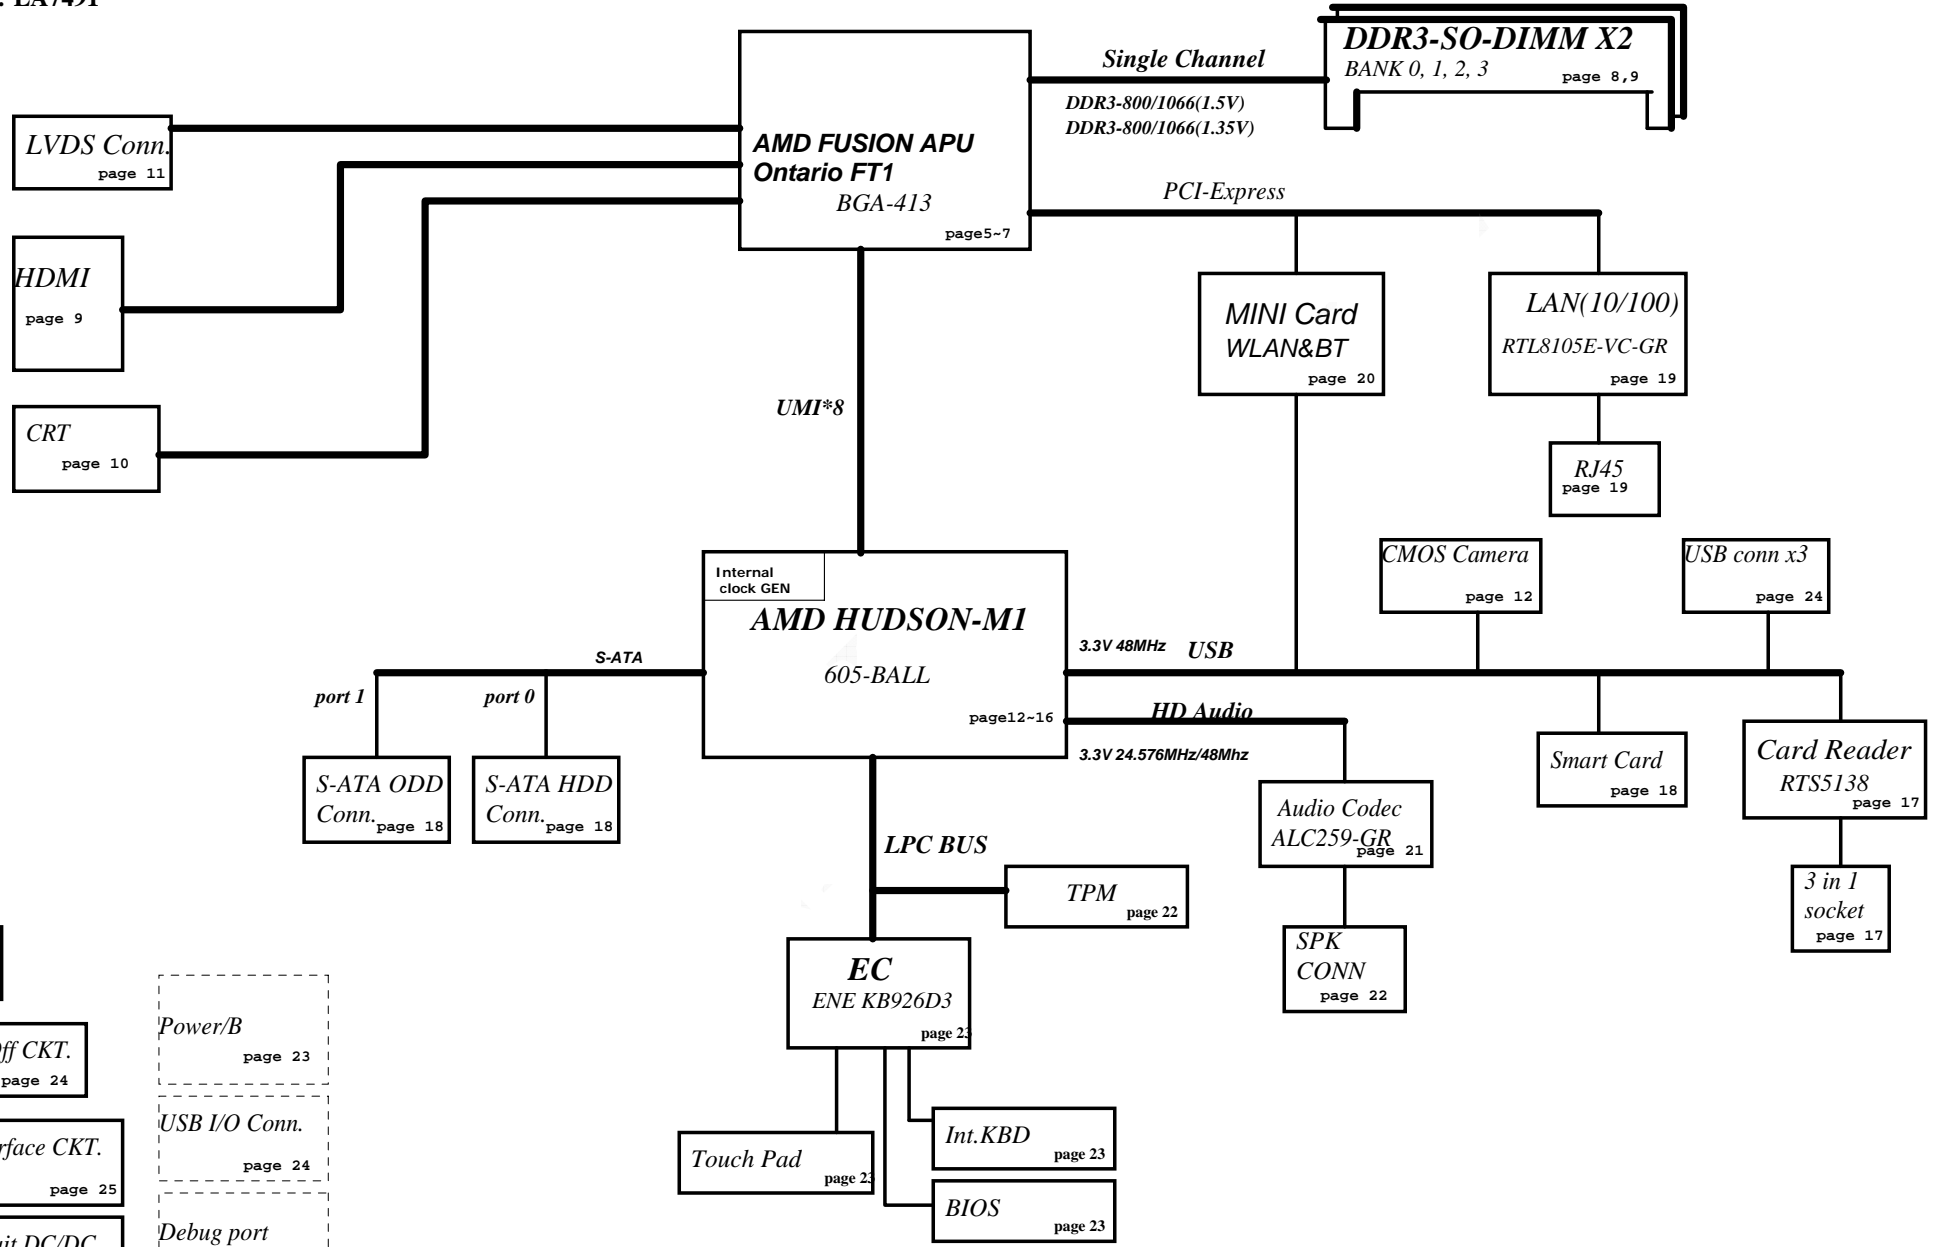 LA7491
DDR3-SO-DIMM X2
BANK 0, 1, 2, 3
page 8,9
Single Channel
DDR3-800/1066(1.5V)
DDR3-800/1066(1.35V)
AMD FUSION APU
Ontario FT1
BGA-413
page5~7
LVDS Conn.
page 11
PCI-Express
HDMI
page 9
MINI Card
WLAN&BT
page 20
LAN(10/100)
RTL8105E-VC-GR
page 19
UMI*8
CRT
page 10
RJ45
page 19
CMOS Camera
page 12
USB conn x3
page 24
Internal
clock GEN
AMD HUDSON-M1
605-BALL
page12~16
S-ATA
port 1
port 0
3.3V 48MHz
USB
HD Audio
3.3V 24.576MHz/48Mhz
S-ATA ODD
Conn.
page 18
S-ATA HDD
Conn.
page 18
Smart Card
page 18
Card Reader
RTS5138
page 17
Audio Codec
ALC259-GR
page 21
LPC BUS
TPM
page 22
3 in 1
socket
page 17
SPK
CONN
page 22
EC
ENE KB926D3
page 23
Power/B
page 23
ff CKT.
page 24
USB I/O Conn.
page 24
rface CKT.
page 25
Touch Pad
page 23
Int.KBD
page 23
BIOS
page 23
Debug port
uit DC/DC